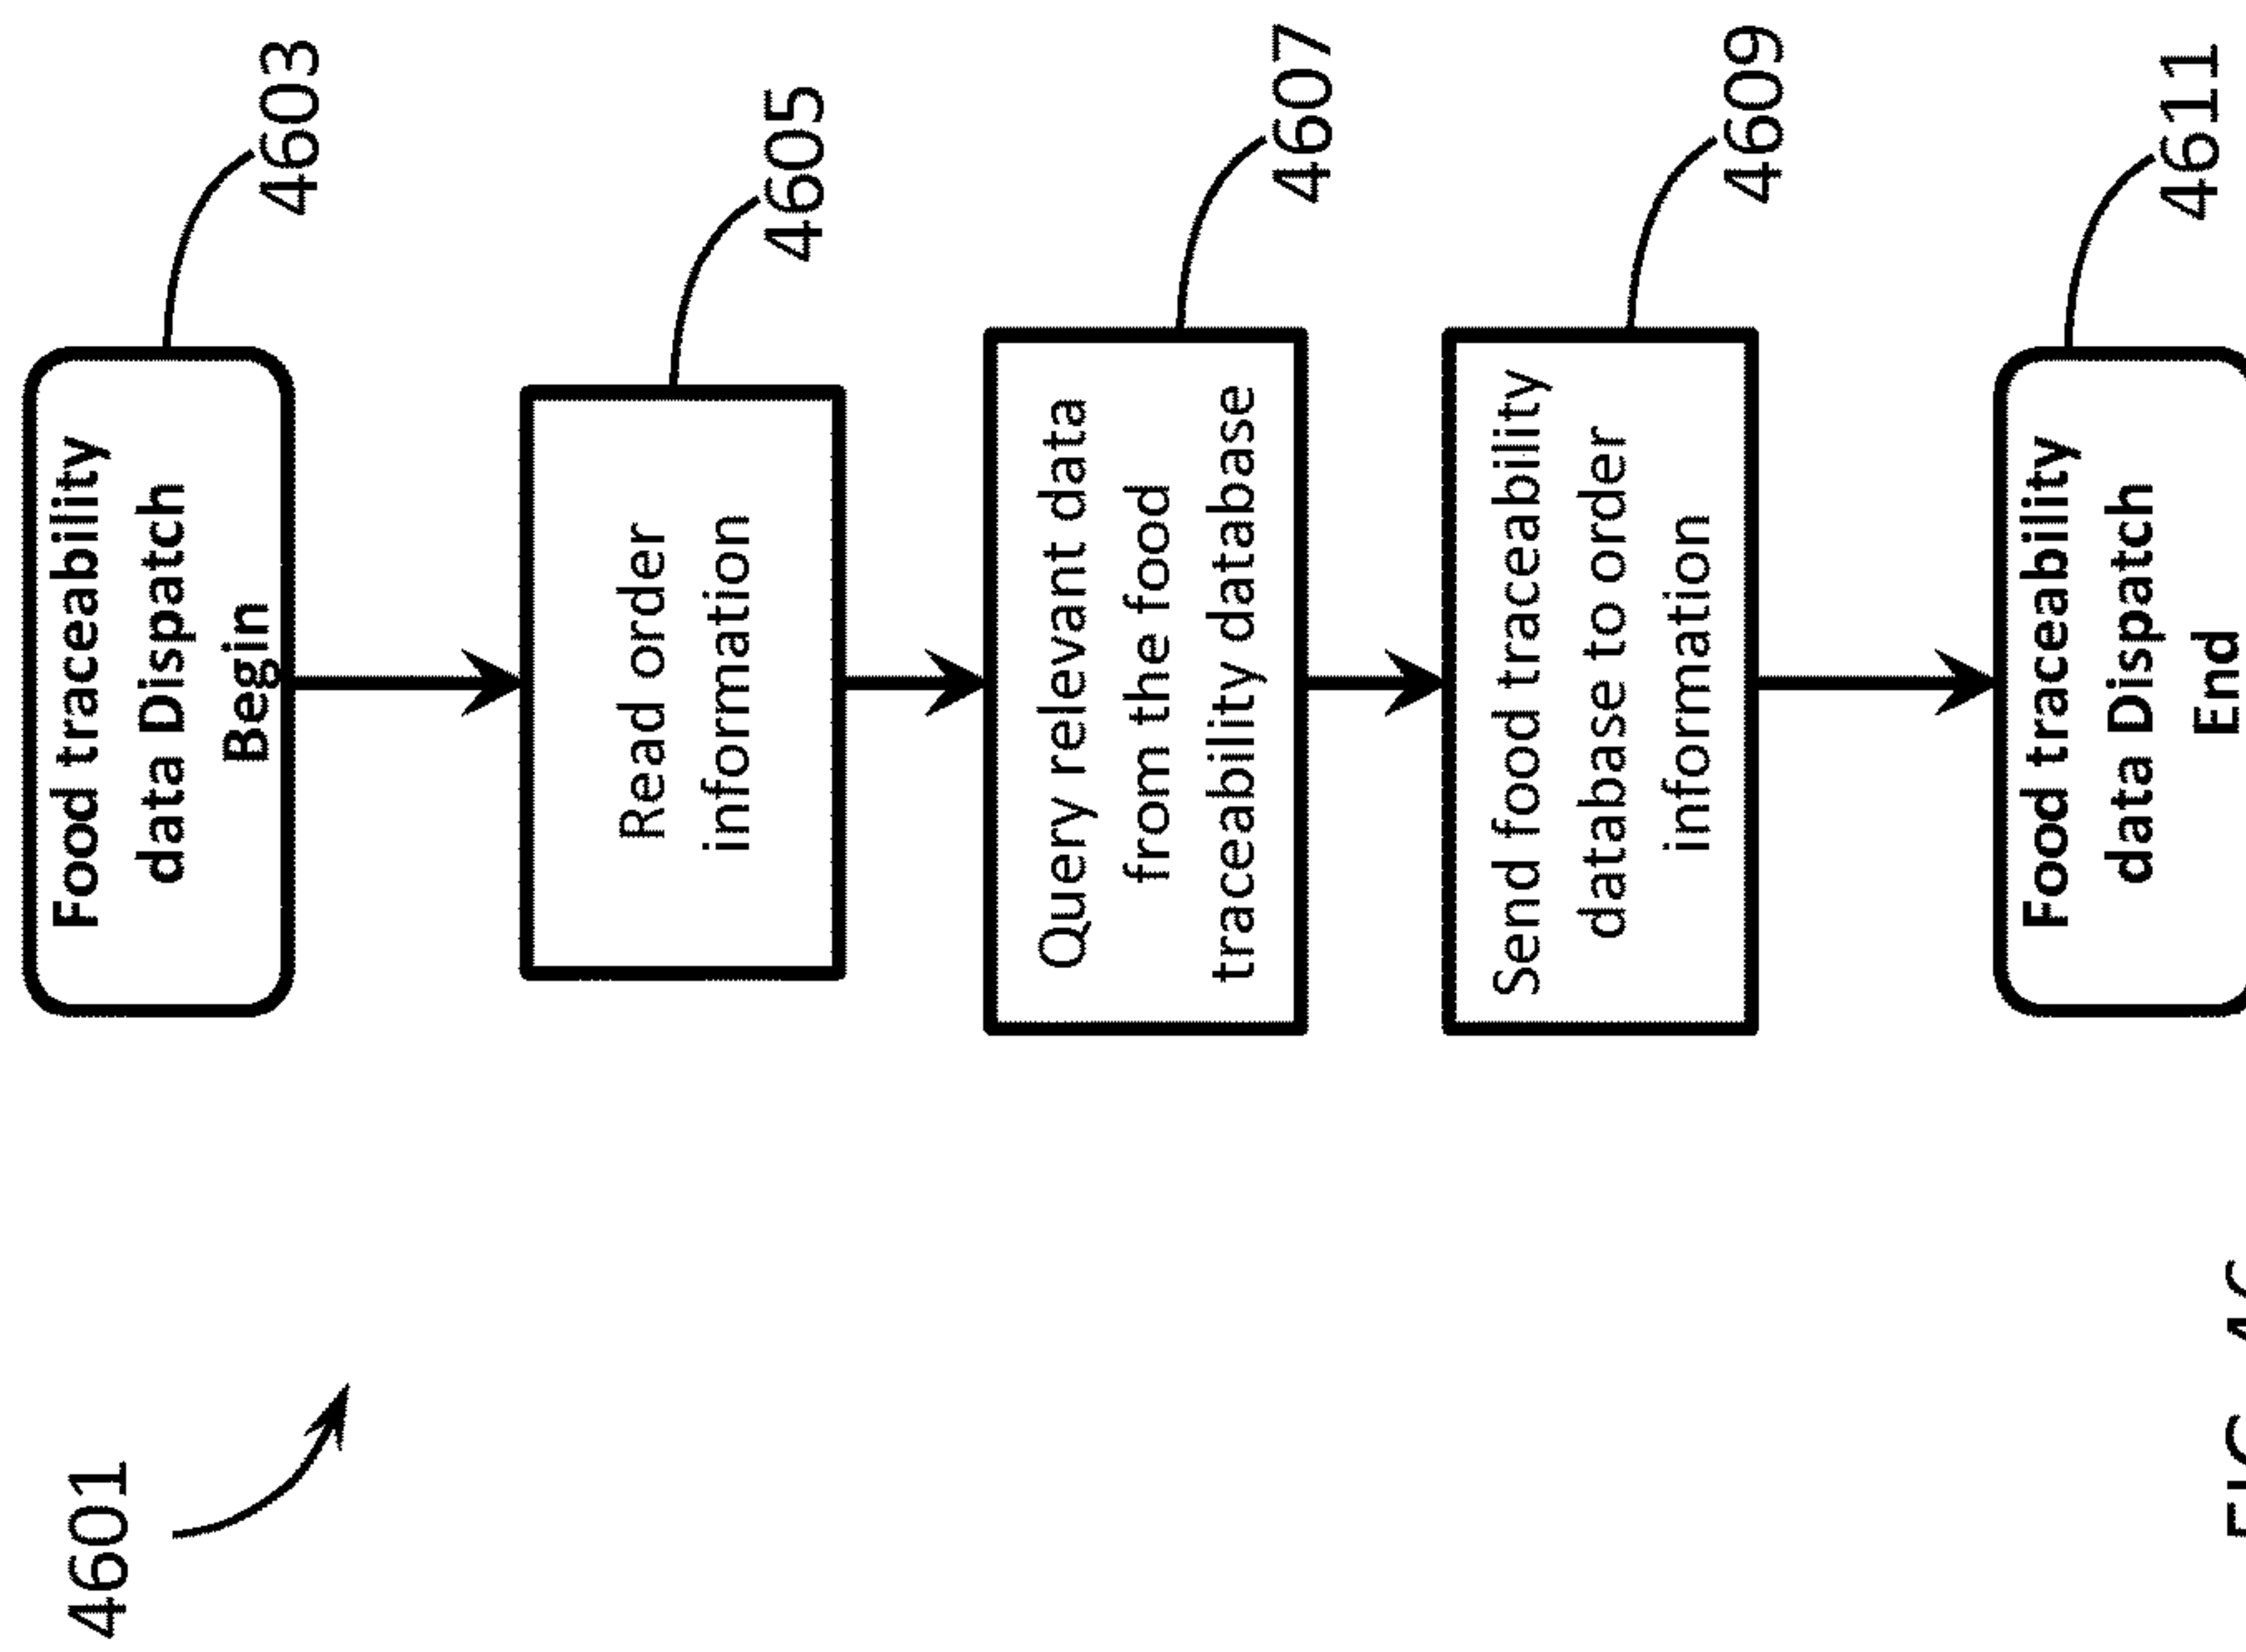 4601
Food traceability
data Dispatch
Begin
4603
Read order
information
4605
Query relevant data
from the food
traceability database
4607
Send food traceability
database to order
information
4609
Food traceability
data Dispatch
End
4611